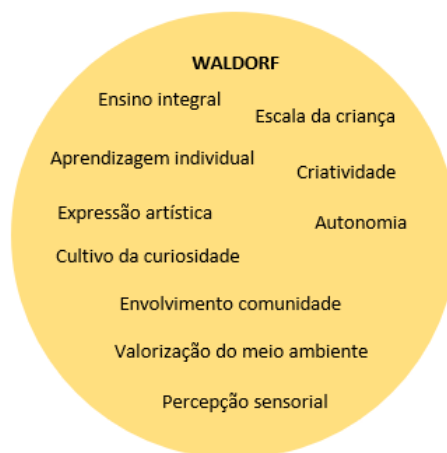 WALDORF
Ensino integral
Escala da criança
Aprendizagem individual
Criatividade
Expressão artística
Autonomia
Cultivo da curiosidade
Envolvimento comunidade
Valorização do meio ambiente
Percepção sensorial